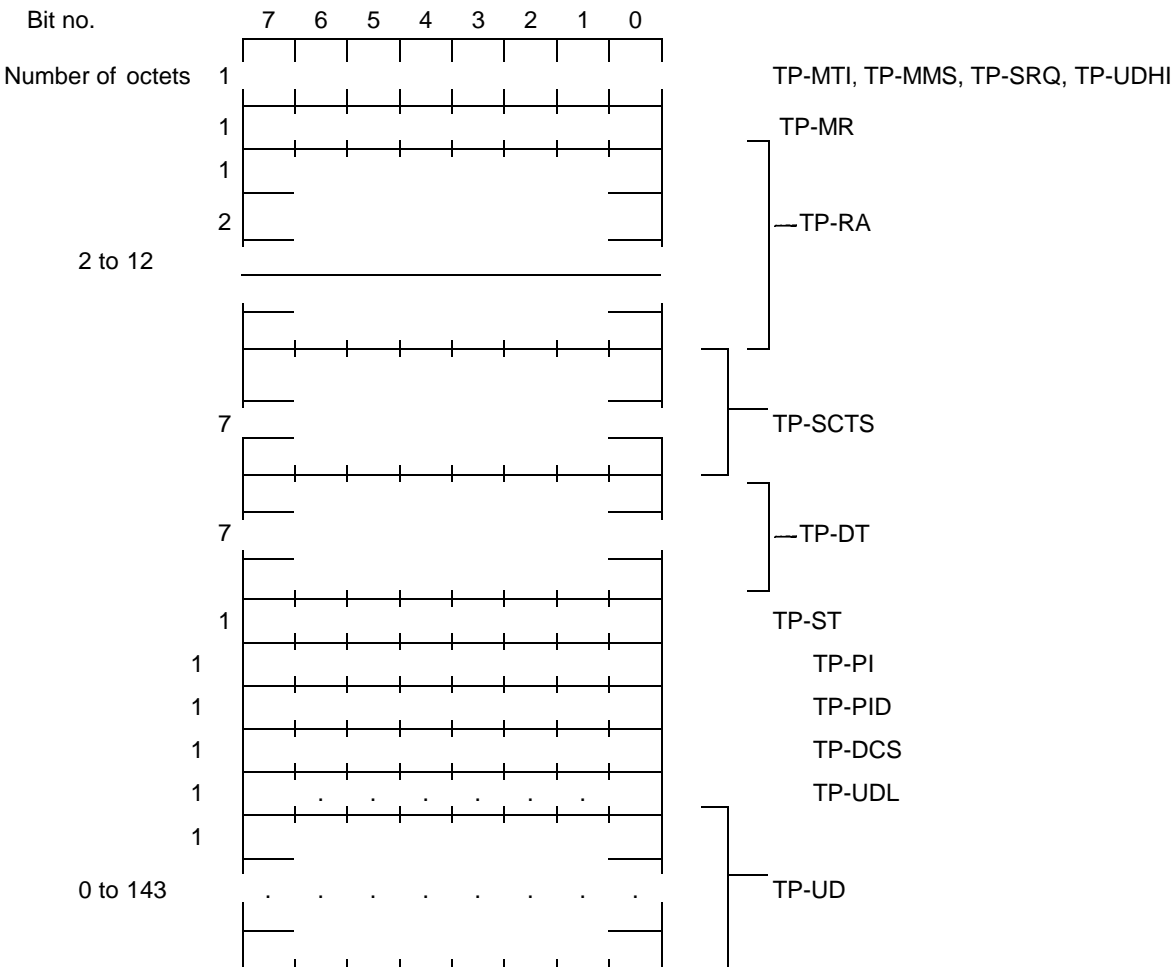 Bit no. 7 6 5 4 3 2 1 0
Number of octets 1 TP-MTI, TP-MMS, TP-SRQ, TP-UDHI
1 TP-MR
1
2 TP-RA
2 to 12
7 TP-SCTS
7 TP-DT
1 TP-ST
1 TP-PI
1 TP-PID
1 TP-DCS
1 . . . . . . TP-UDL
1
0 to 143 . . . . . . . . TP-UD